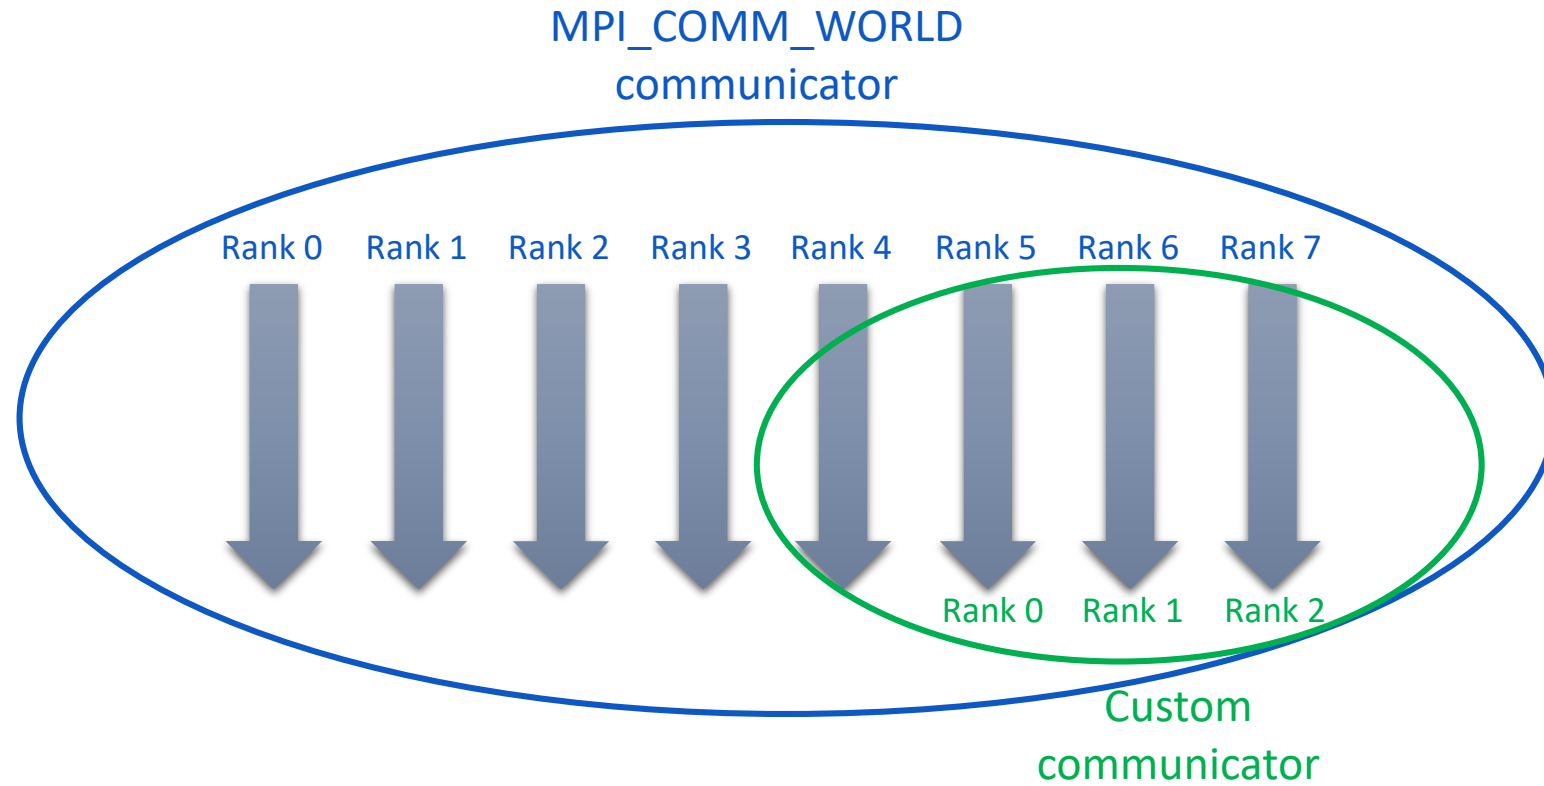 MPI_COMM_WORLD
communicator
Rank 0 Rank 1 Rank 2 Rank 3 Rank 4 Rank 5 Rank 6 Rank 7
Rank 0 Rank 1 Rank 2
Custom
communicator